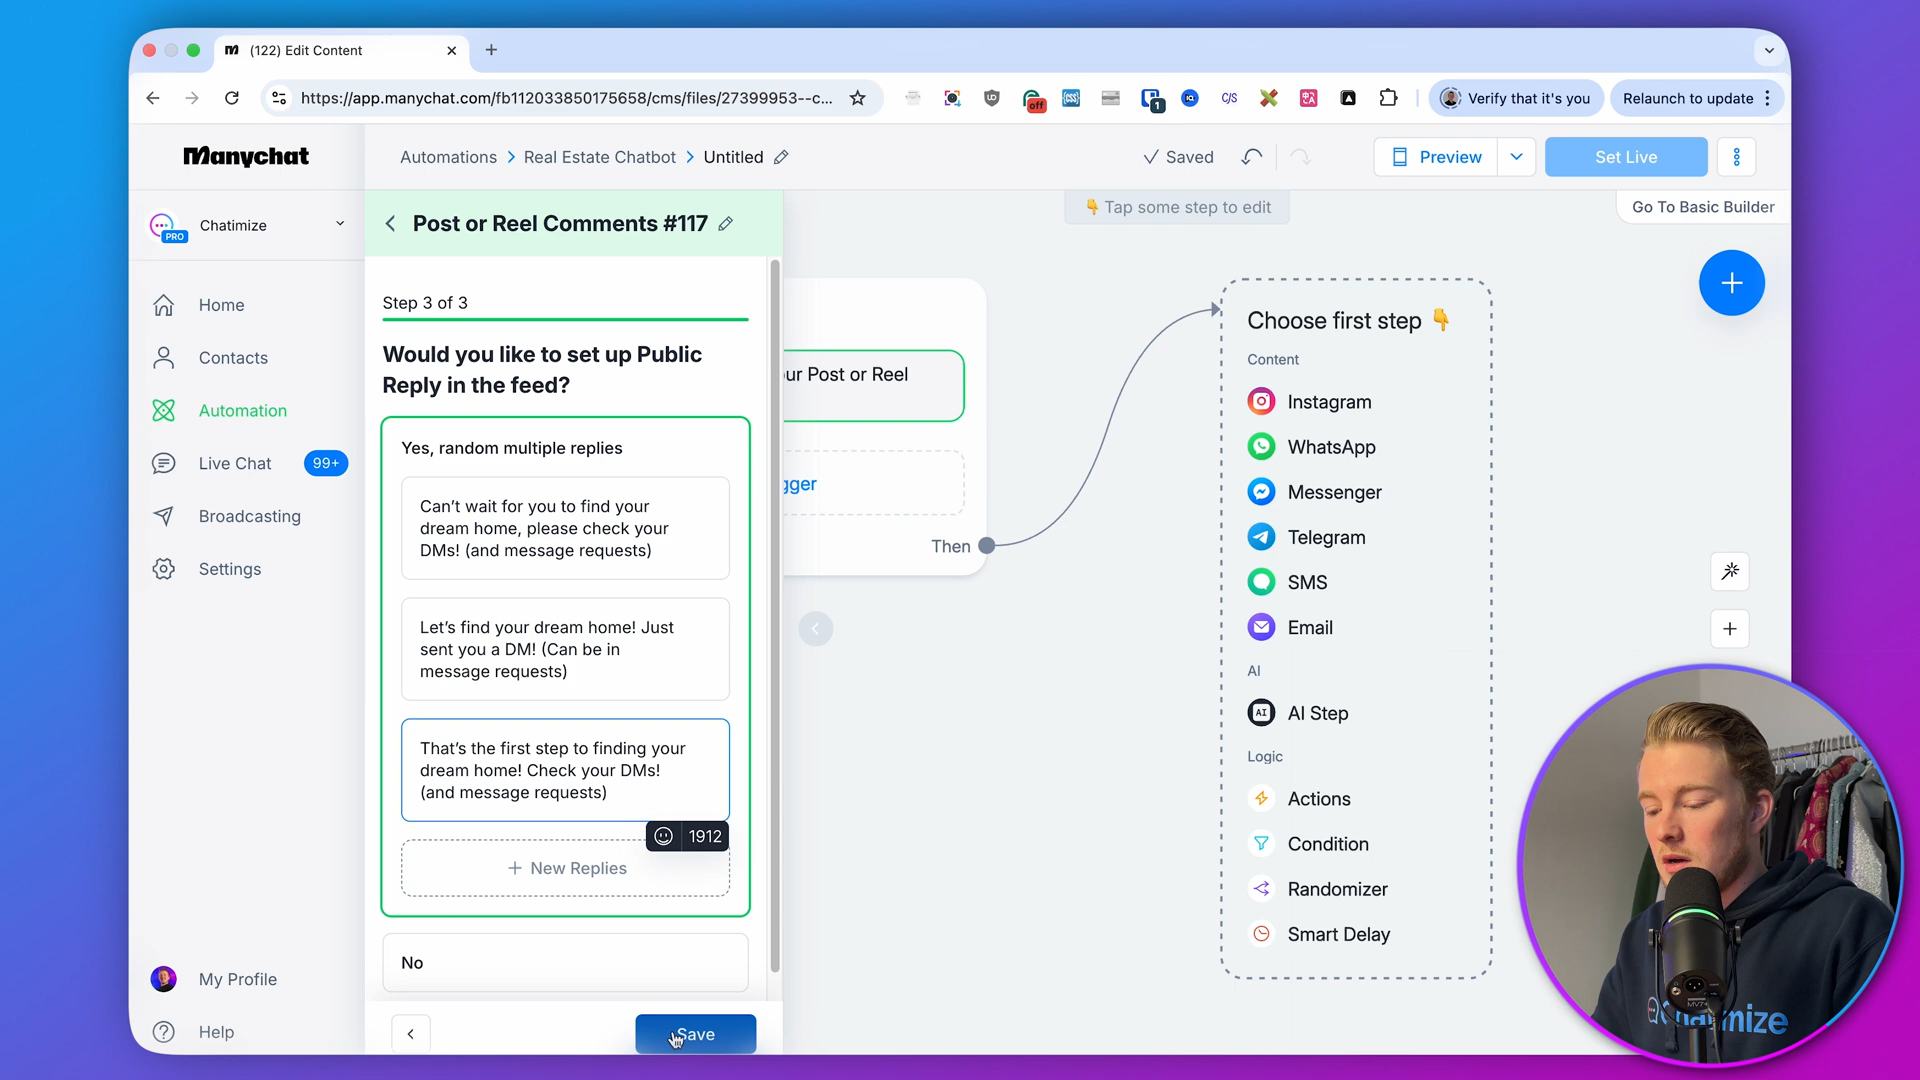 (122) Edit Content
https://app.manychat.com/fb112033850175658/cms/files/27399953--c...
off
1
Verify that it's you
Relaunch to update
Manychat
Automations > Real Estate Chatbot > Untitled
Saved
Preview
Set Live
Chatimize
PRO
Home
Contacts
Automation
Live Chat
99+
Broadcasting
Settings
My Profile
Help
Post or Reel Comments #117
Step 3 of 3
Would you like to set up Public
Reply in the feed?
Yes, random multiple replies
Can't wait for you to find your
dream home, please check your
DMs! (and message requests)
Let's find your dream home! Just
sent you a DM! (Can be in
message requests)
That's the first step to finding your
dream home! Check your DMs!
(and message requests)
1912
+ New Replies
No
Save
👇 Tap some step to edit
Go To Basic Builder
ur Post or Reel
gger
Then
Choose first step 👇
Content
Instagram
WhatsApp
Messenger
Telegram
SMS
Email
AI
AI Step
Logic
Actions
Condition
Randomizer
Smart Delay
MV7+